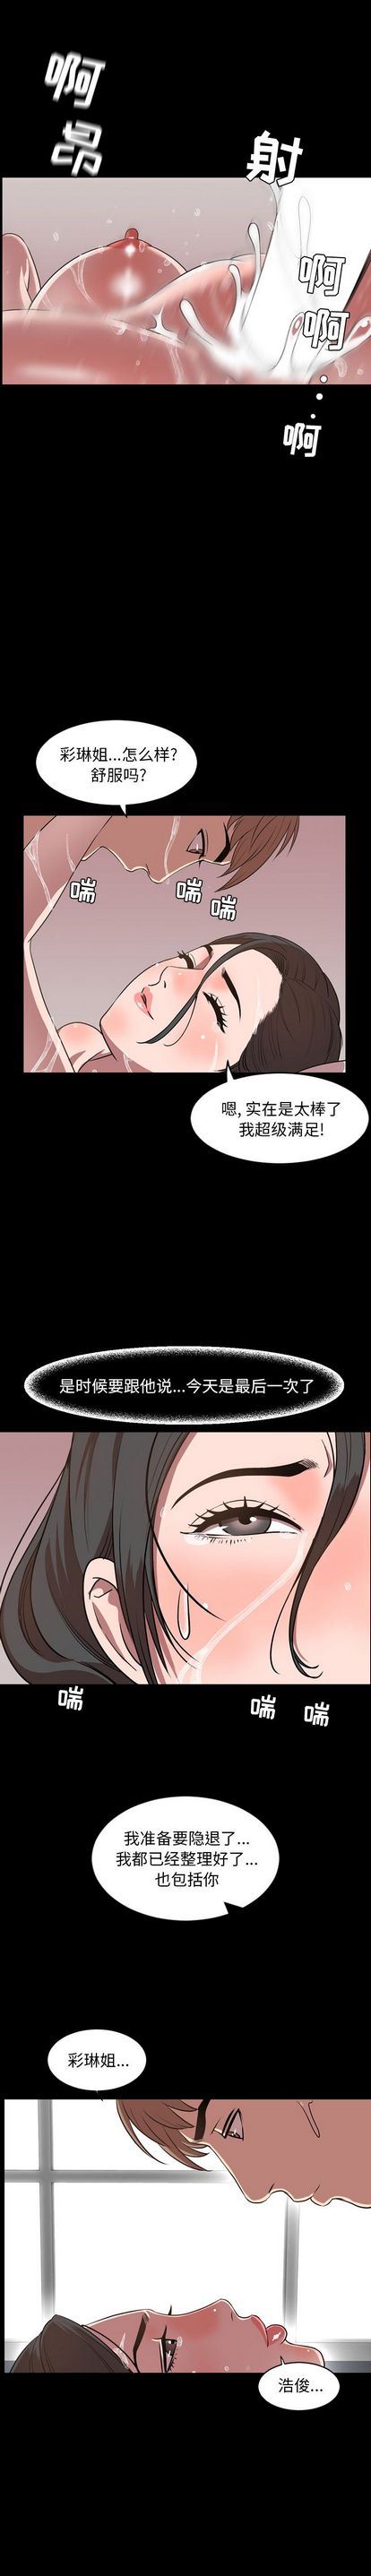 啊
昂
射
啊
啊
啊
彩琳姐...怎么样?
舒服吗?
喘
喘
喘
嗯, 实在是太棒了
我超级满足!
是时候要跟他说...今天是最后一次了
喘
喘
喘
我准备要隐退了...
我都已经整理好了...
也包括你
彩琳姐...
浩俊...